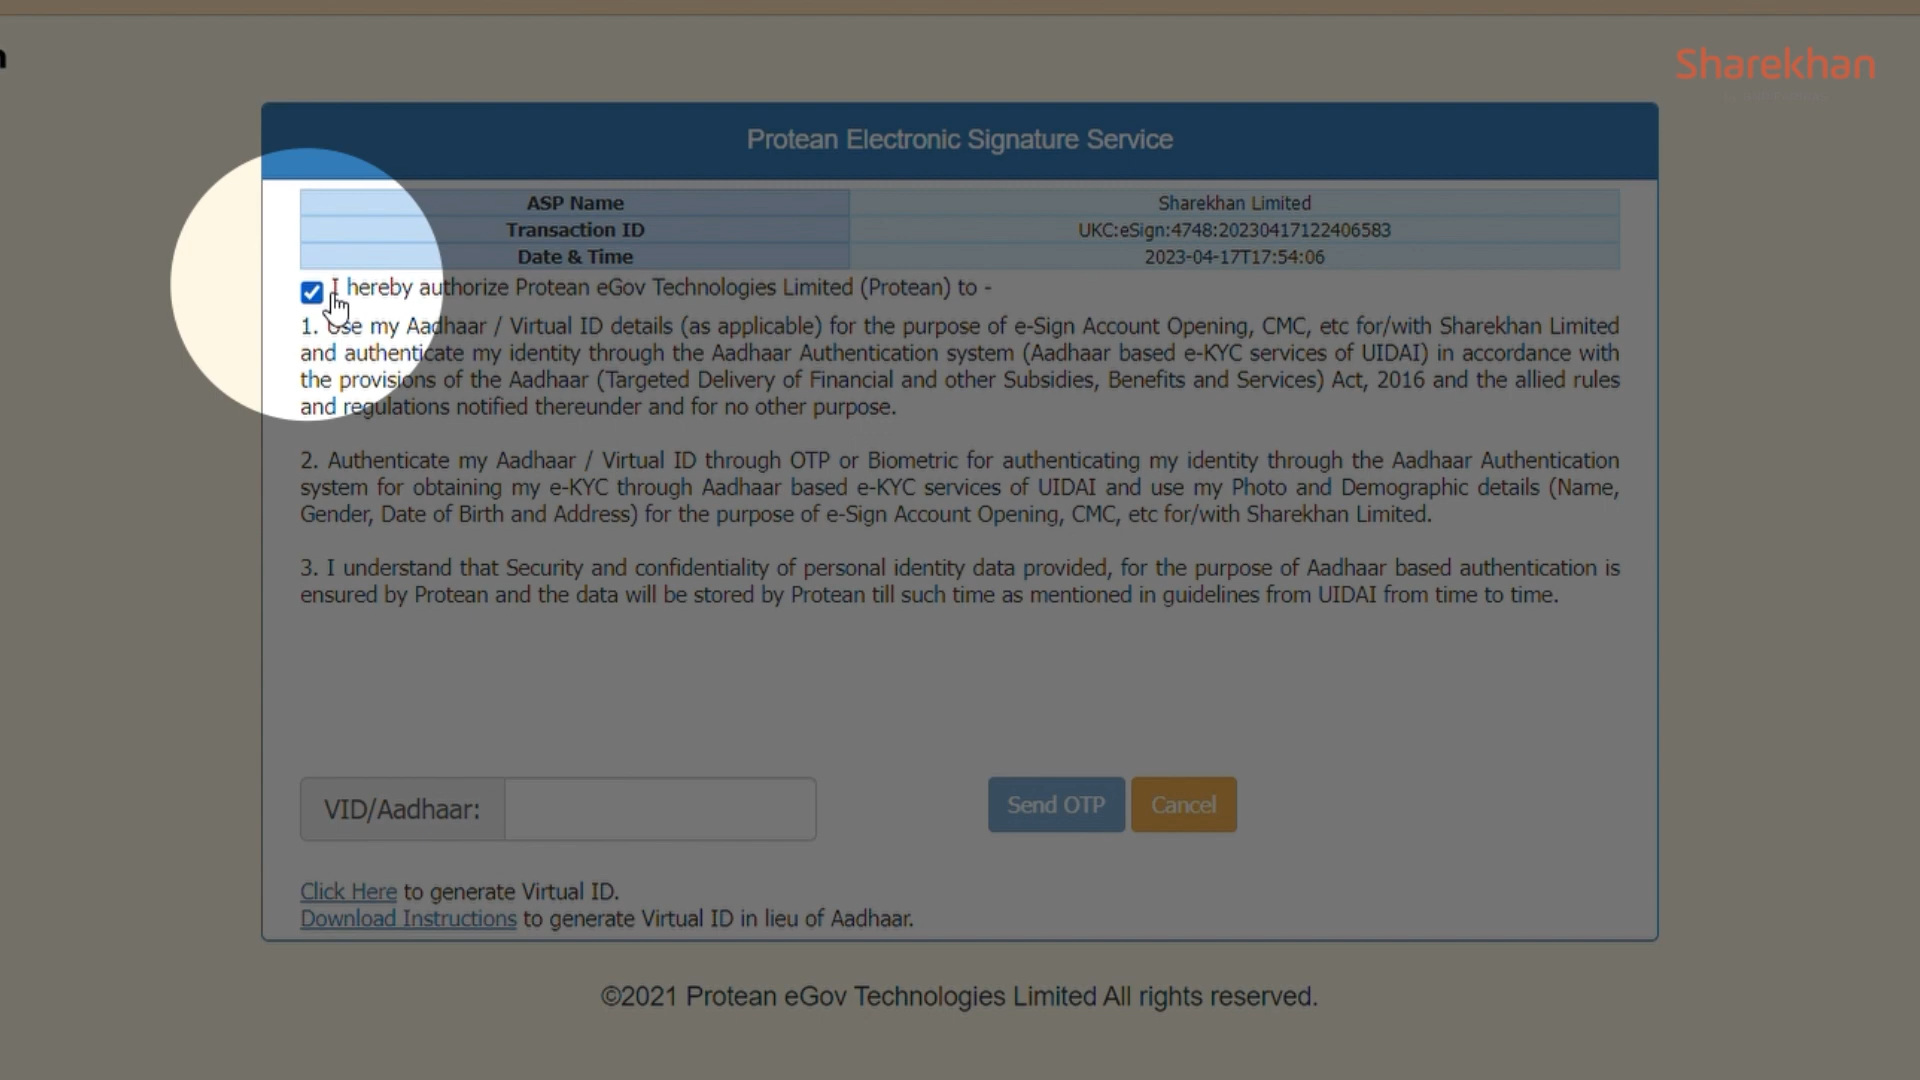 Sharekhan
Protean Electronic Signature Service
ASP Name Sharekhan Limited
Transaction ID UKC:eSign:4748:20230417122406583
Date & Time 2023-04-17T17:54:06
I hereby authorize Protean eGov Technologies Limited (Protean) to -
1. Use my Aadhaar / Virtual ID details (as applicable) for the purpose of e-Sign Account Opening, CMC, etc for/with Sharekhan Limited
and authenticate my identity through the Aadhaar Authentication system (Aadhaar based e-KYC services of UIDAI) in accordance with
the provisions of the Aadhaar (Targeted Delivery of Financial and other Subsidies, Benefits and Services) Act, 2016 and the allied rules
and regulations notified thereunder and for no other purpose.
2. Authenticate my Aadhaar / Virtual ID through OTP or Biometric for authenticating my identity through the Aadhaar Authentication
system for obtaining my e-KYC through Aadhaar based e-KYC services of UIDAI and use my Photo and Demographic details (Name,
Gender, Date of Birth and Address) for the purpose of e-Sign Account Opening, CMC, etc for/with Sharekhan Limited.
3. I understand that Security and confidentiality of personal identity data provided, for the purpose of Aadhaar based authentication is
ensured by Protean and the data will be stored by Protean till such time as mentioned in guidelines from UIDAI from time to time.
VID/Aadhaar: Send OTP Cancel
Click Here to generate Virtual ID.
Download Instructions to generate Virtual ID in lieu of Aadhaar.
©2021 Protean eGov Technologies Limited All rights reserved.